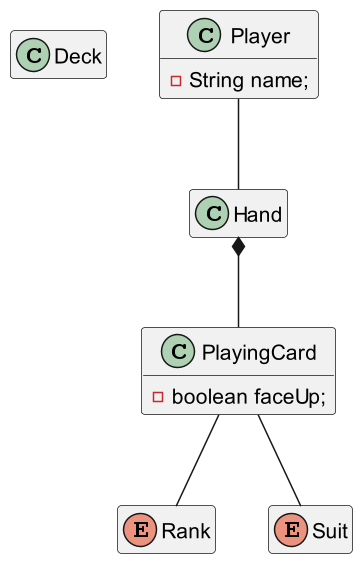 C Deck
C Player
String name;
C Hand
C PlayingCard
boolean faceUp;
E Rank
E Suit